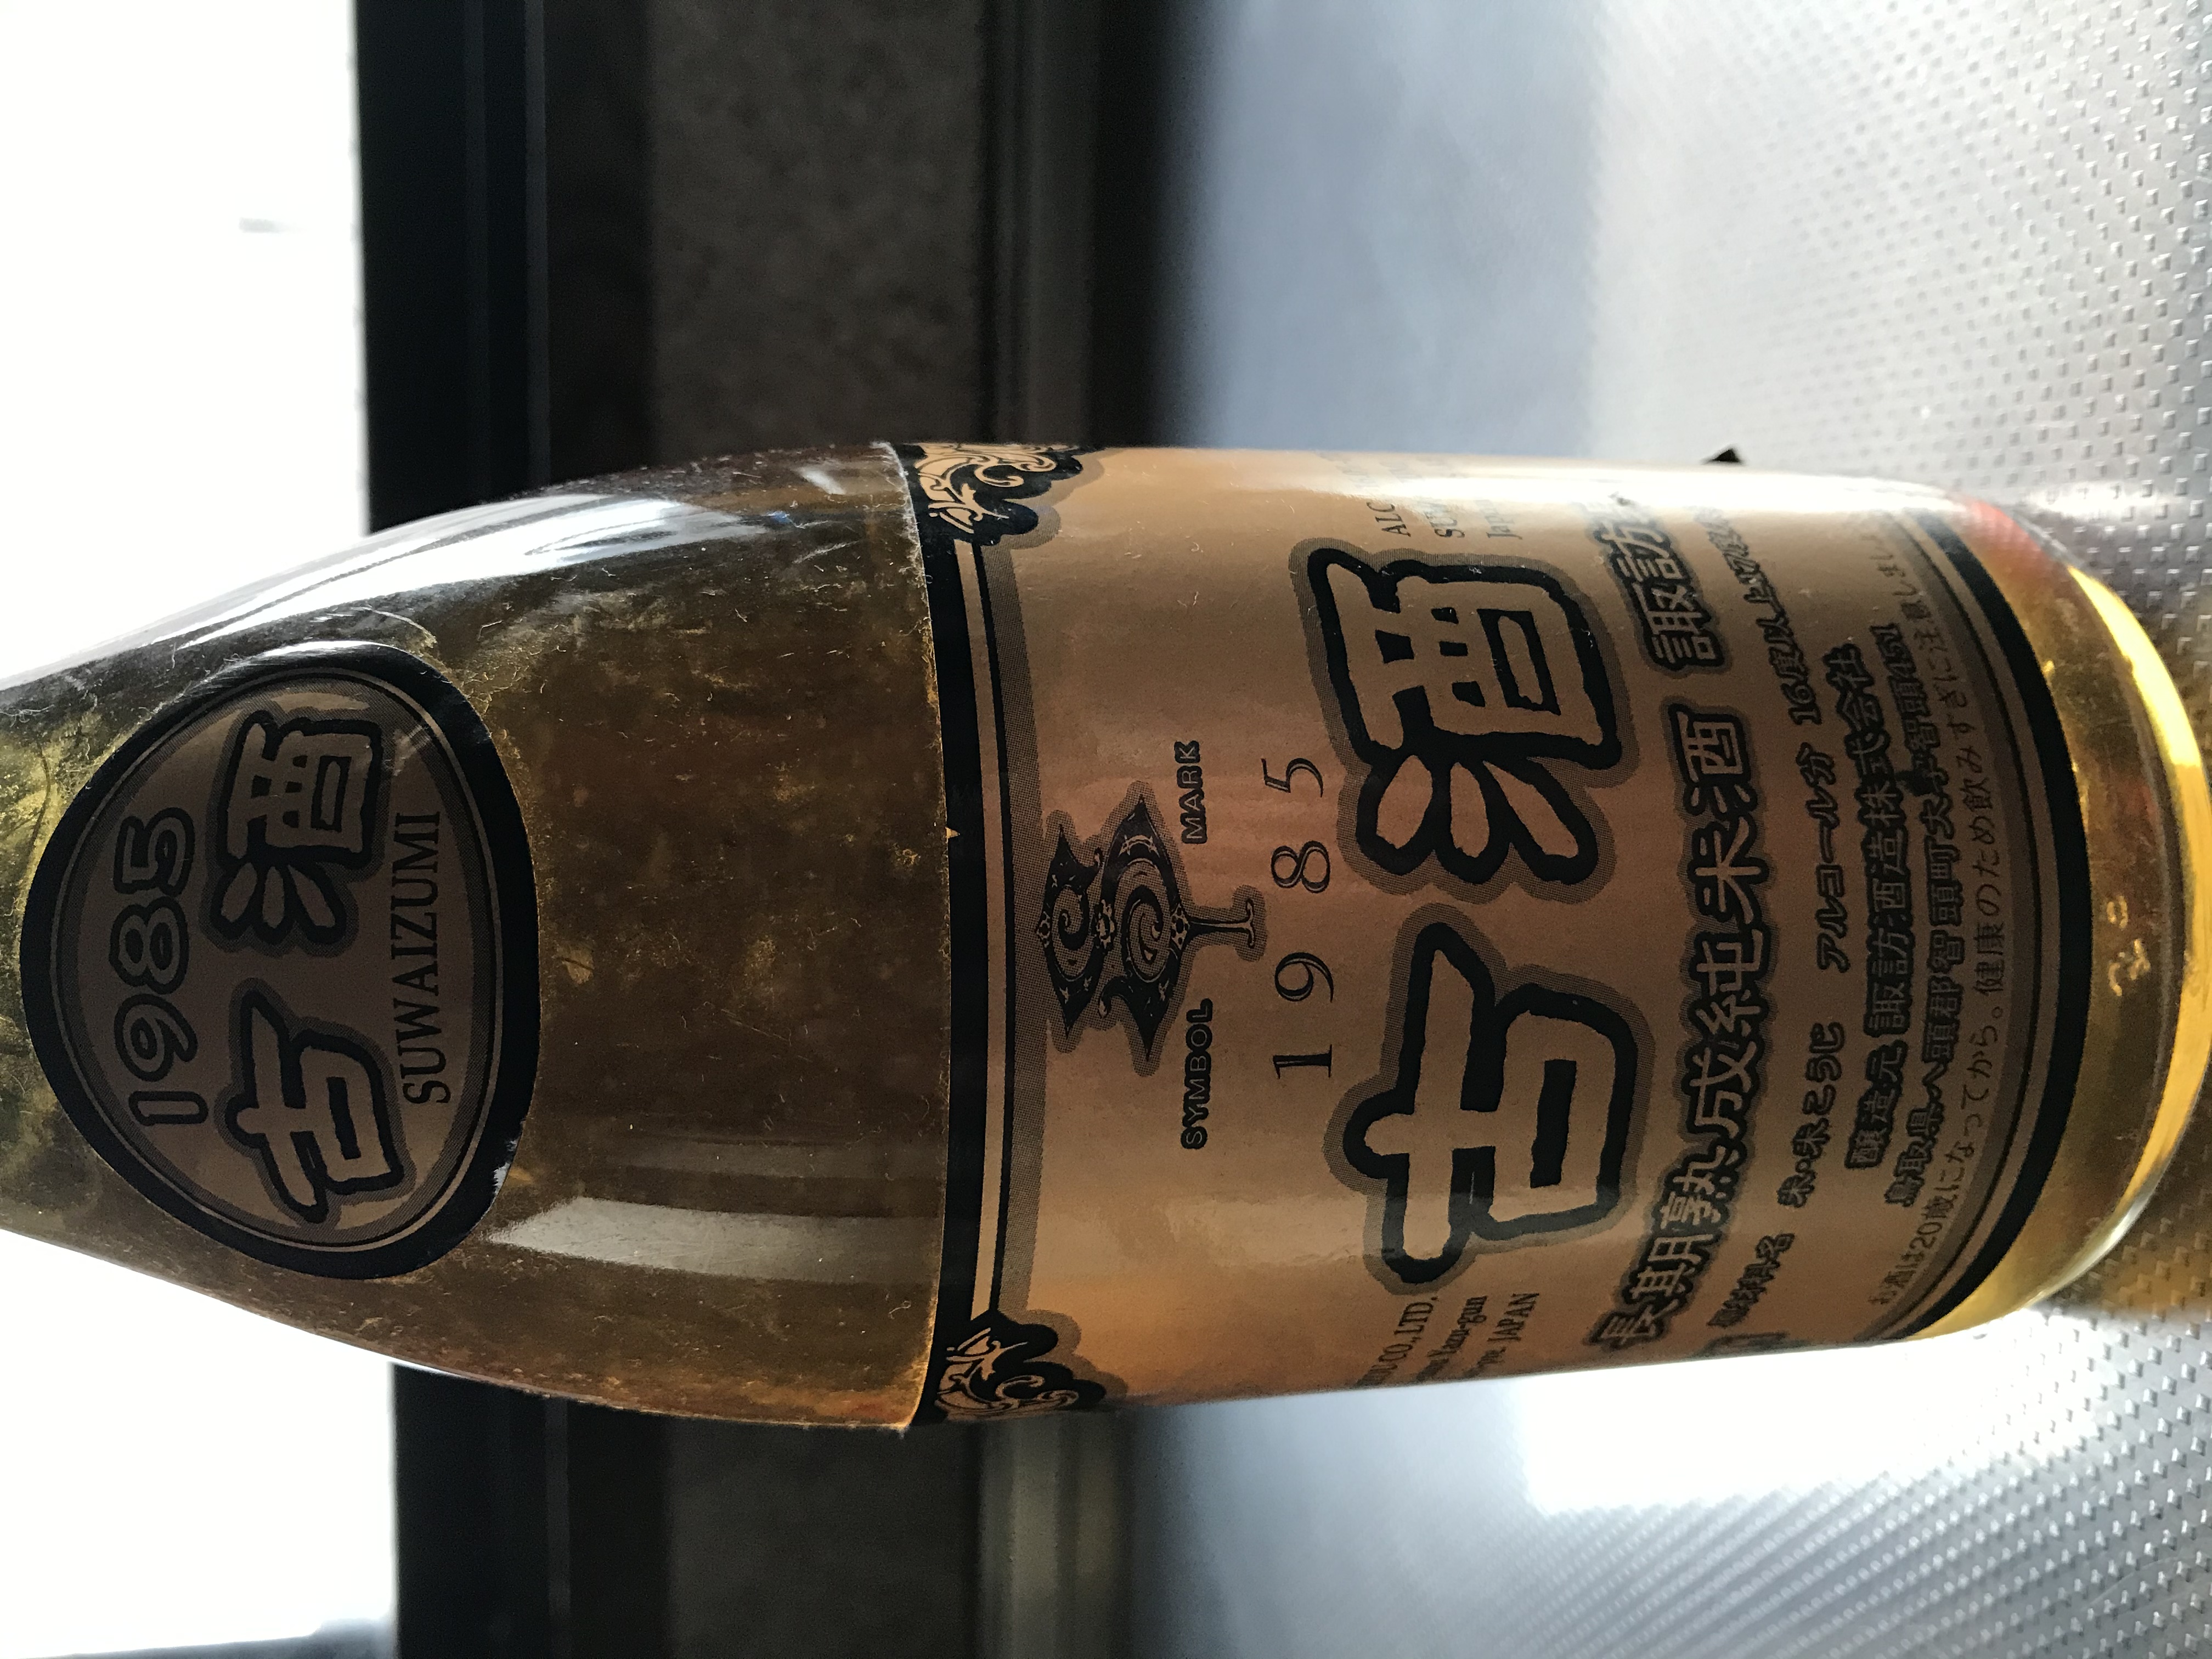 1985
古酒
SUWAIZUMI
SYMBOL MARK
1985
古酒
長期熟成純米酒 諏訪
原材料名 米・米こうじ アルコール分 16度以上17度
醸造元 諏訪酒造株式会社
鳥取県八頭郡智頭町大字智頭451
お酒は20歳になってから。健康のため飲みすぎに注意しましょ
CO.,LTD.
JAPAN
ALC